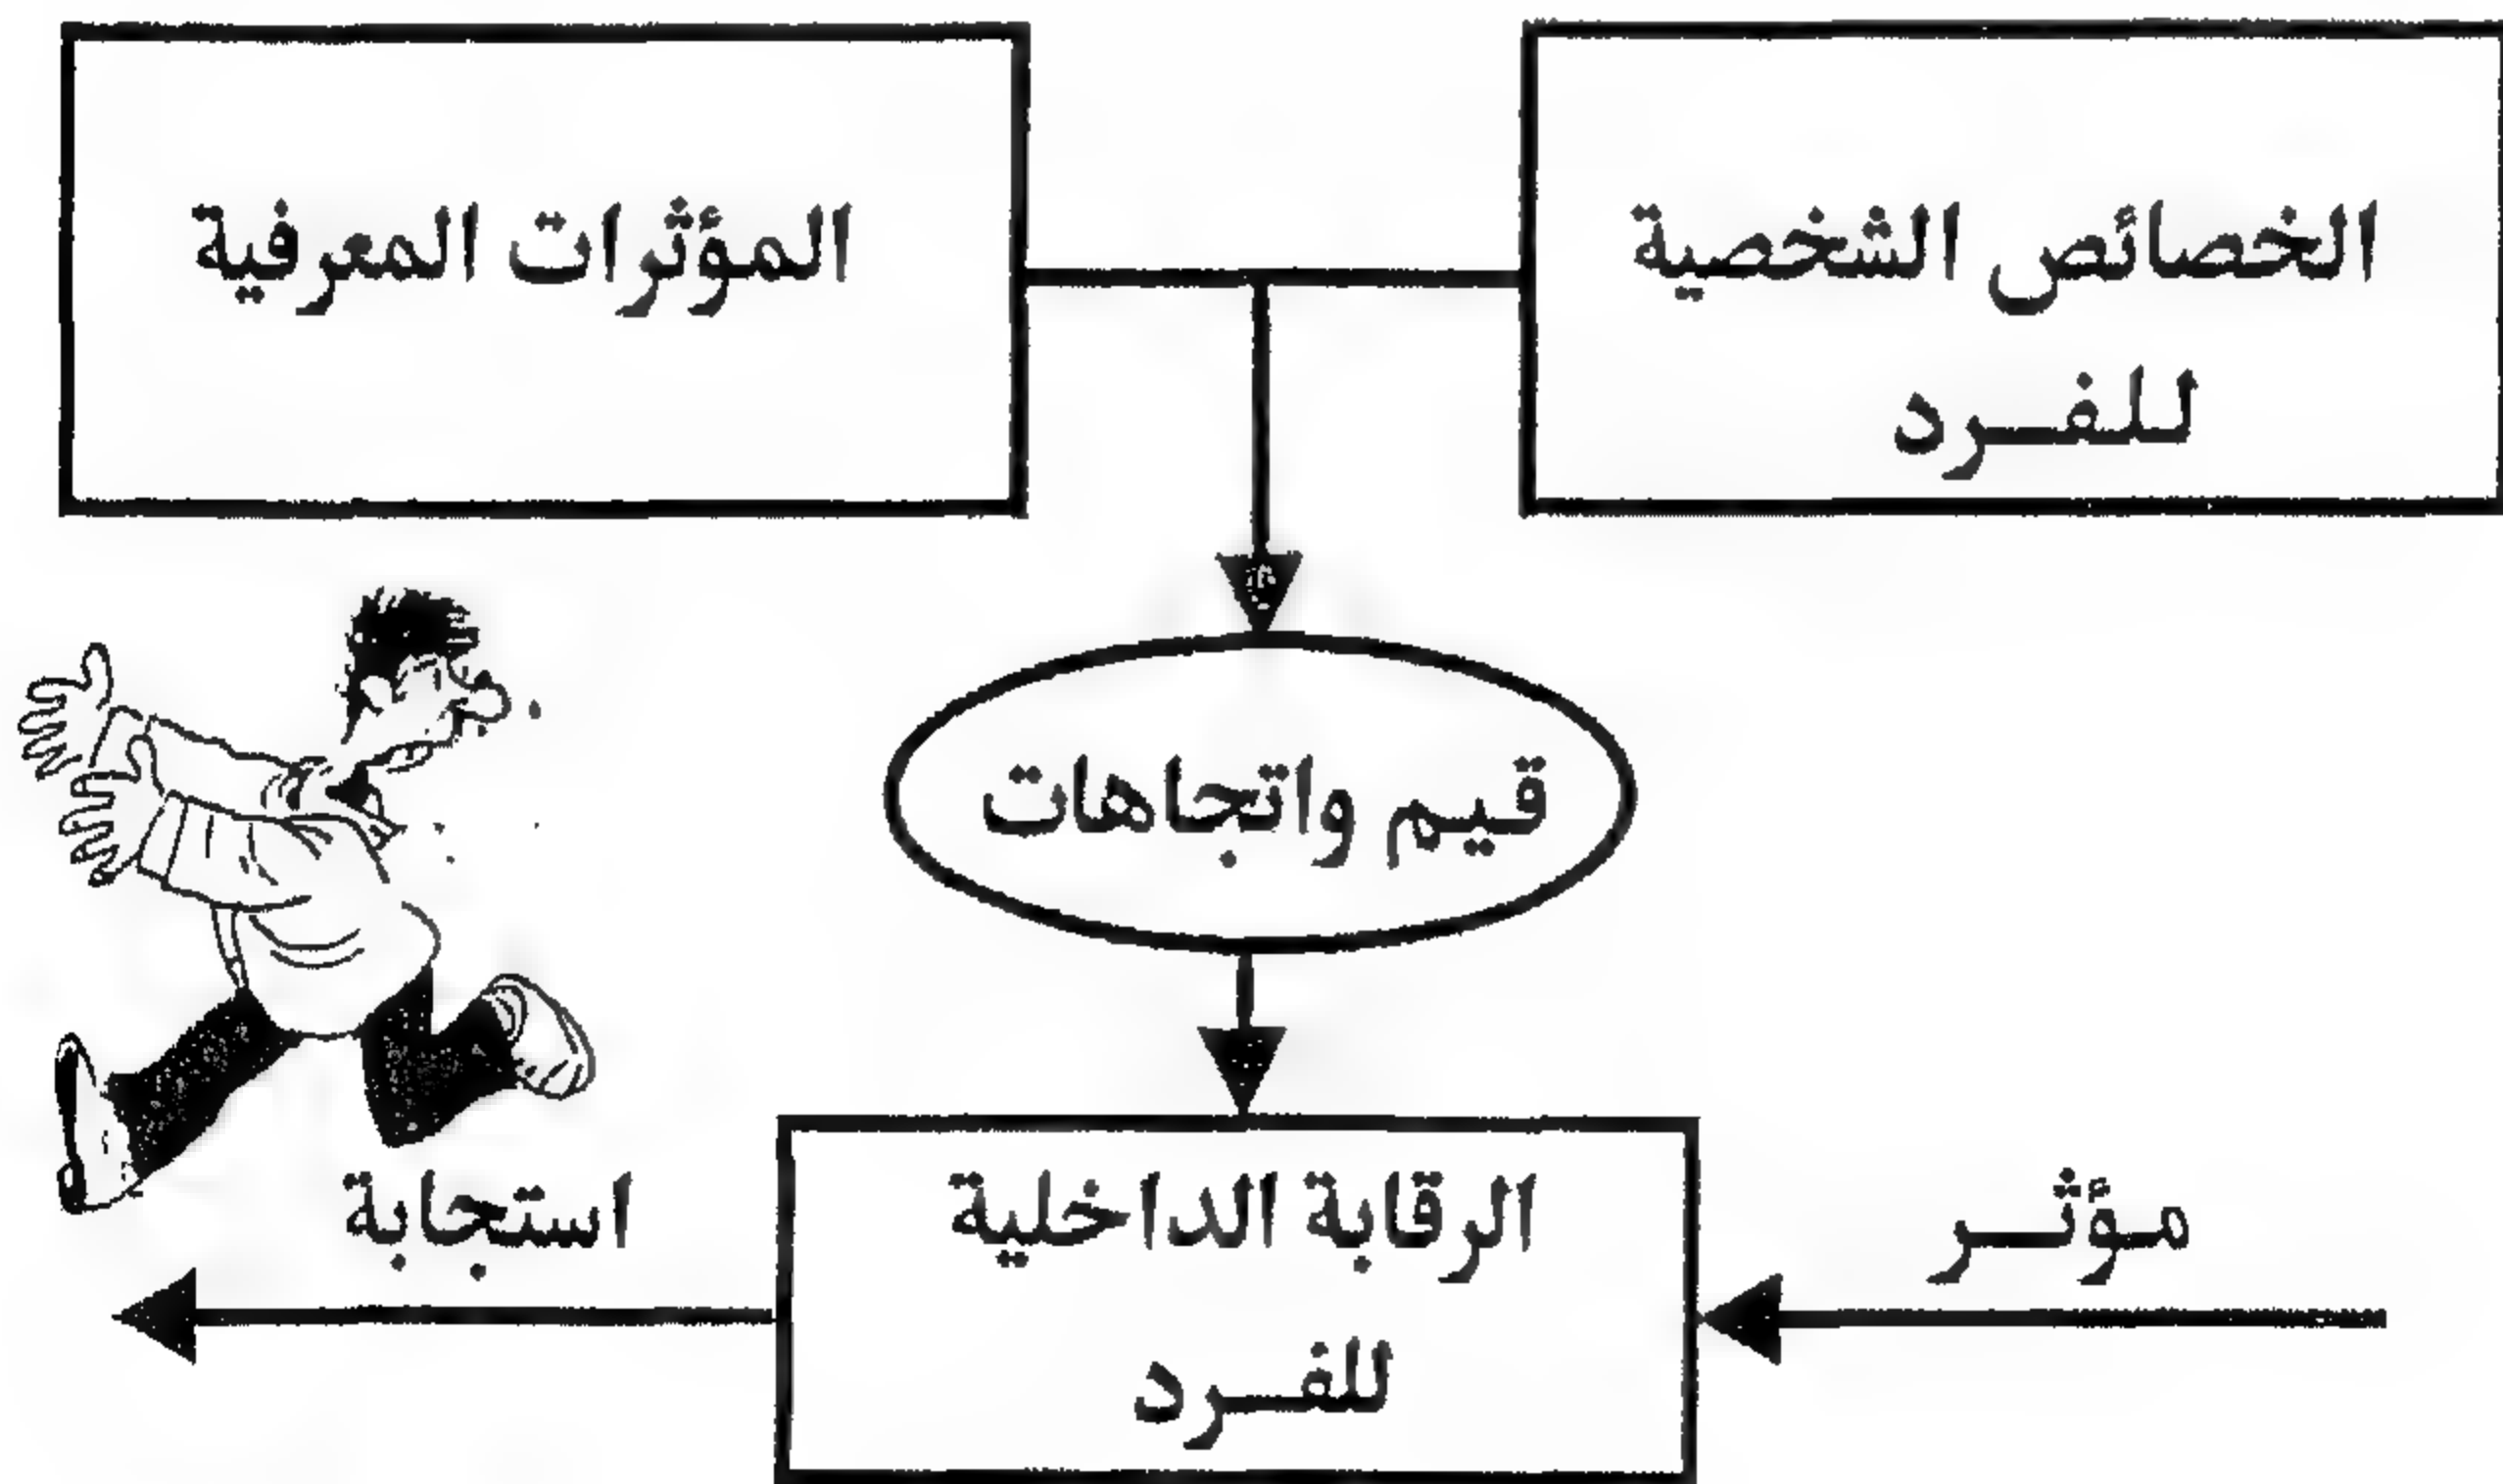 الخصائص الشخصية
للفرد
المؤثرات المعرفية
قيم واتجاهات
مؤثر
الرقابة الداخلية
للفرد
استجابة